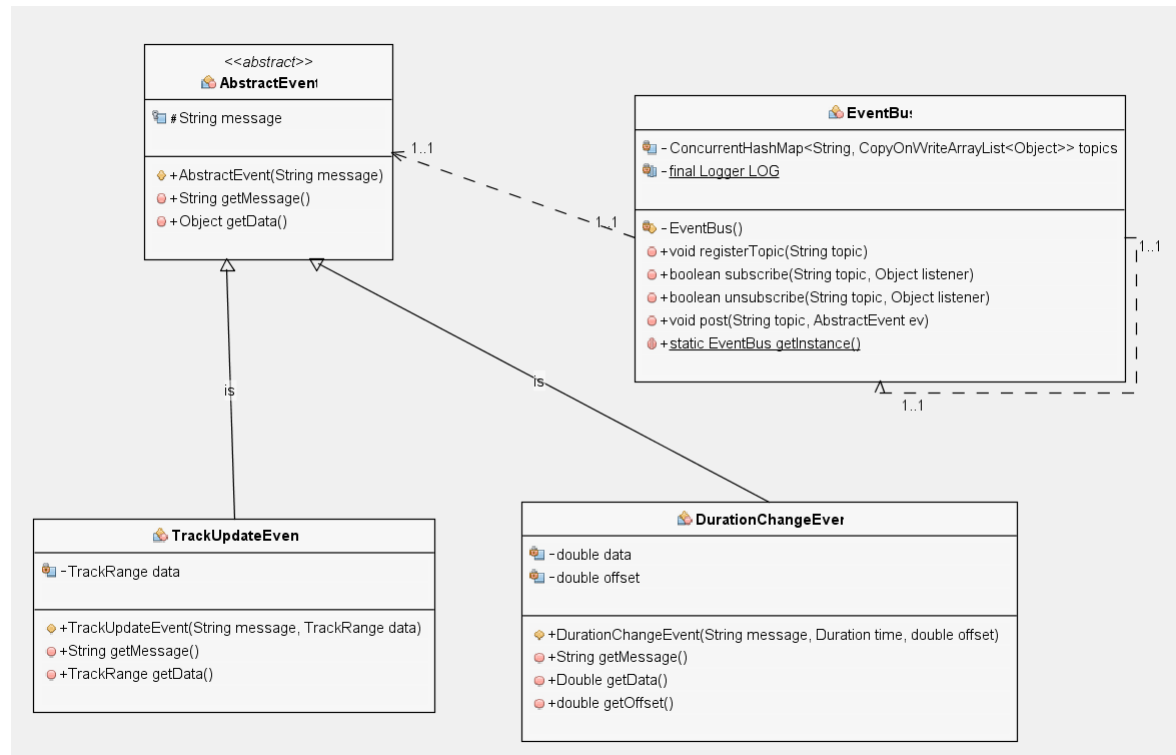 <<abstract>>
AbstractEvent
# String message
+AbstractEvent(String message)
+String getMessage()
+Object getData()
1..1
1..1
EventBus
- ConcurrentHashMap<String, CopyOnWriteArrayList<Object>> topics
- final Logger LOG
- EventBus()
+void registerTopic(String topic)
+boolean subscribe(String topic, Object listener)
+boolean unsubscribe(String topic, Object listener)
+void post(String topic, AbstractEvent ev)
+static EventBus getInstance()
1..1
1..1
is
is
TrackUpdateEven
-TrackRange data
+TrackUpdateEvent(String message, TrackRange data)
+String getMessage()
+TrackRange getData()
DurationChangeEver
-double data
-double offset
+DurationChangeEvent(String message, Duration time, double offset)
+String getMessage()
+Double getData()
+double getOffset()